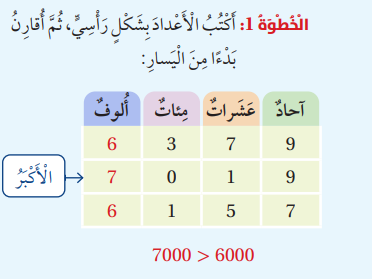 الْخُطْوَةُ 1: أَكْتُبُ الْأَعْدادَ بِشَكْلٍ رَأْسِيٍّ، ثُمَّ أُقارِنُ
بَدْءًا مِنَ الْيَسارِ:
آحادٌ عَشَراتٌ مِئاتٌ أُلوفٌ
9 7 3 6
9 1 0 7 الْأَكْبَرُ
7 5 1 6
7000 > 6000